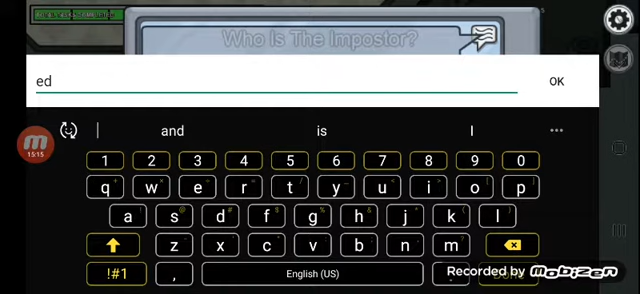 Who Is The Impostor?
ed
OK
and is I
15:15
1 2 3 4 5 6 7 8 9 0
q w e r t y u i o p
a s d f g h j k l
z x c v b n m
!#1 , English (US) .
Recorded by mobizen